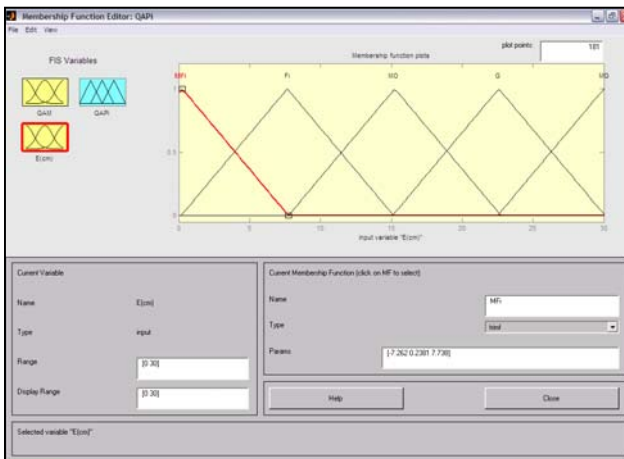 Membership Function Editor: QAPi
File Edit View
FIS Variables
QAM
QAPi
E(cm)
plot points:
181
Membership function plots
MFi Fi MO G MG
1
0.5
0
0 5 10 15 20 25 30
input variable "E(cm)"
Current Variable
Name E(cm)
Type input
Range [0 30]
Display Range [0 30]
Current Membership Function (click on MF to select)
Name MFi
Type trimf
Params [-7.262 0.2381 7.738]
Help Close
Selected variable "E(cm)"